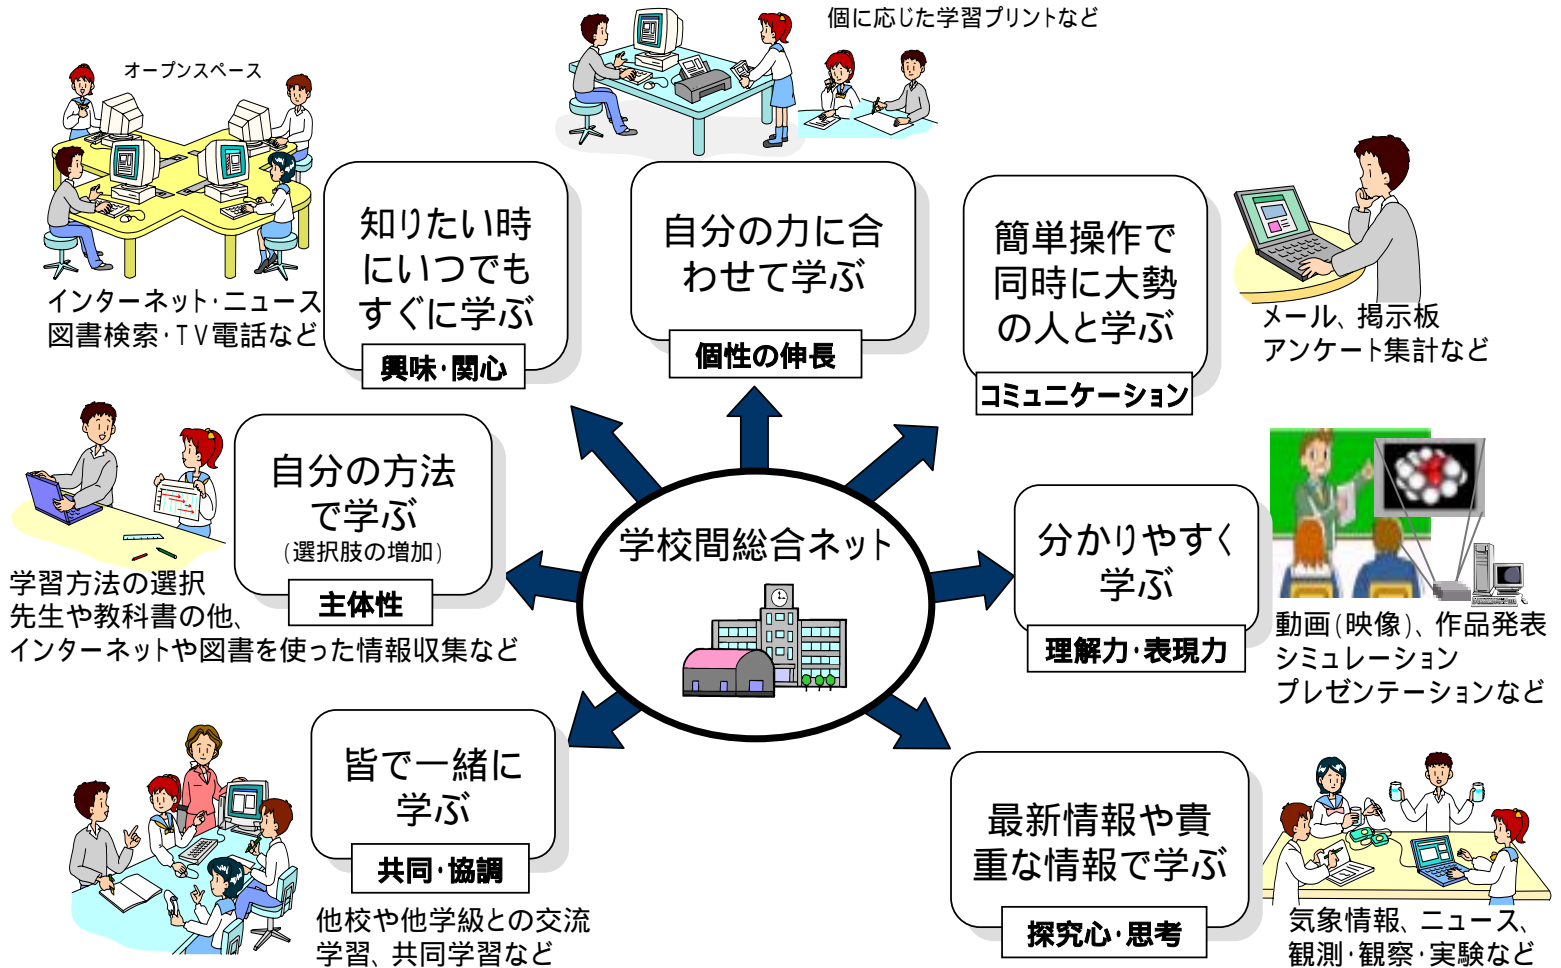 個に応じた学習プリントなど
オープンスペース
知りたい時
にいつでも
すぐに学ぶ
興味・関心
インターネット・ニュース
図書検索・TV電話など
自分の力に合
わせて学ぶ
個性の伸長
簡単操作で
同時に大勢
の人と学ぶ
コミュニケーション
メール、掲示板
アンケート集計など
自分の方法
で学ぶ
(選択肢の増加)
主体性
学習方法の選択
先生や教科書の他、
インターネットや図書を使った情報収集など
学校間総合ネット
分かりやすく
学ぶ
理解力・表現力
動画(映像)、作品発表
シミュレーション
プレゼンテーションなど
皆で一緒に
学ぶ
共同・協調
他校や他学級との交流
学習、共同学習など
最新情報や貴
重な情報で学ぶ
探究心・思考
気象情報、ニュース、
観測・観察・実験など